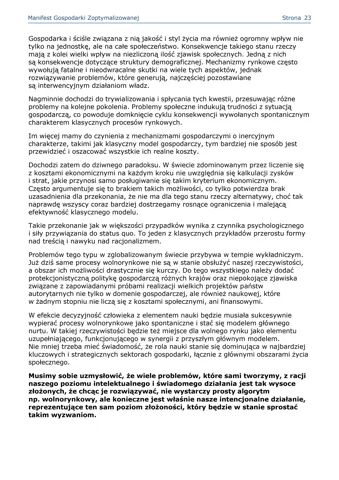 Manifest Gospodarki Zoptymalizowanej Strona 23
Gospodarka i ściśle związana z nią jakość i styl życia ma również ogromny wpływ nie
tylko na jednostkę, ale na całe społeczeństwo. Konsekwencje takiego stanu rzeczy
mają z kolei wielki wpływ na niezliczoną ilość zjawisk społecznych. Jedną z nich
są konsekwencje dotyczące struktury demograficznej. Mechanizmy rynkowe często
wywołują fatalne i nieodwracalne skutki na wielu tych aspektów, jednak
rozwiązywanie problemów, które generują, najczęściej pozostawiane
są interwencyjnym działaniom władz.
Nagminnie dochodzi do trywializowania i spłycania tych kwestii, przesuwając różne
problemy na kolejne pokolenia. Problemy społeczne indukują trudności z sytuacją
gospodarczą, co powoduje domknięcie cyklu konsekwencji wywołanych spontanicznym
charakterem klasycznych procesów rynkowych.
Im więcej mamy do czynienia z mechanizmami gospodarczymi o inercyjnym
charakterze, takimi jak klasyczny model gospodarczy, tym bardziej nie sposób jest
przewidzieć i oszacować wszystkich ich realne koszty.
Dochodzi zatem do dziwnego paradoksu. W świecie zdominowanym przez liczenie się
z kosztami ekonomicznymi na każdym kroku nie uwzględnia się kalkulacji zysków
i strat, jakie przynosi samo posługiwanie się takim kryterium ekonomicznym.
Często argumentuje się to brakiem takich możliwości, co tylko potwierdza brak
uzasadnienia dla przekonania, że nie ma dla tego stanu rzeczy alternatywy, choć tak
naprawdę wszyscy coraz bardziej dostrzegamy rosnące ograniczenia i malejącą
efektywność klasycznego modelu.
Takie przekonanie jak w większości przypadków wynika z czynnika psychologicznego
i siły przywiązania do status quo. To jeden z klasycznych przykładów przerostu formy
nad treścią i nawyku nad racjonalizmem.
Problemów tego typu w zglobalizowanym świecie przybywa w tempie wykładniczym.
Już dziś same procesy wolnorynkowe nie są w stanie obsłużyć naszej rzeczywistości,
a obszar ich możliwości drastycznie się kurczy. Do tego wszystkiego należy dodać
protekcjonistyczną politykę gospodarczą różnych krajów oraz niepokojące zjawiska
związane z zapowiadanymi próbami realizacji wielkich projektów państw
autorytarnych nie tylko w domenie gospodarczej, ale również naukowej, które
w żadnym stopniu nie liczą się z kosztami społecznymi, ani finansowymi.
W efekcie decyzyjność człowieka z elementem nauki będzie musiała sukcesywnie
wypierać procesy wolnorynkowe jako spontaniczne i stać się modelem głównego
nurtu. W takiej rzeczywistości będzie też miejsce dla wolnego rynku jako elementu
uzupełniającego, funkcjonującego w synergii z przyszłym głównym modelem.
Nie mniej trzeba mieć świadomość, że rola nauki stanie się dominująca w najbardziej
kluczowych i strategicznych sektorach gospodarki, łącznie z głównymi obszarami życia
społecznego.
Musimy sobie uzmysłowić, że wiele problemów, które sami tworzymy, z racji
naszego poziomu intelektualnego i świadomego działania jest tak wysoce
złożonych, że chcąc je rozwiązywać, nie wystarczy prosty algorytm
np. wolnorynkowy, ale konieczne jest właśnie nasze intencjonalne działanie,
reprezentujące ten sam poziom złożoności, który będzie w stanie sprostać
takim wyzwaniom.